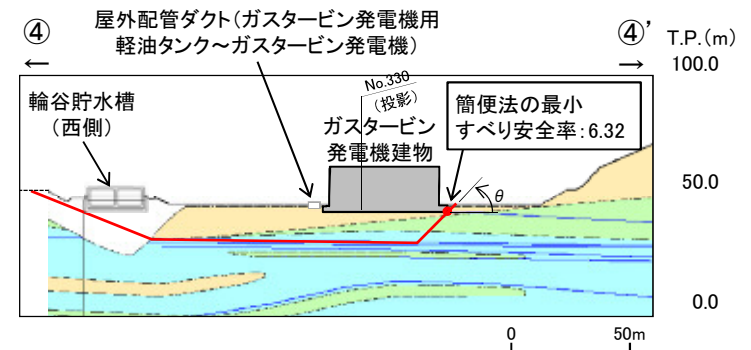 ④
屋外配管ダクト(ガスタービン発電機用
軽油タンク～ガスタービン発電機)
④’
T.P.(m)
←
→
100.0
輪谷貯水槽
(西側)
No.330
(投影)
ガスタービン
発電機建物
簡便法の最小
すべり安全率:6.32
θ
50.0
0.0
0
50m